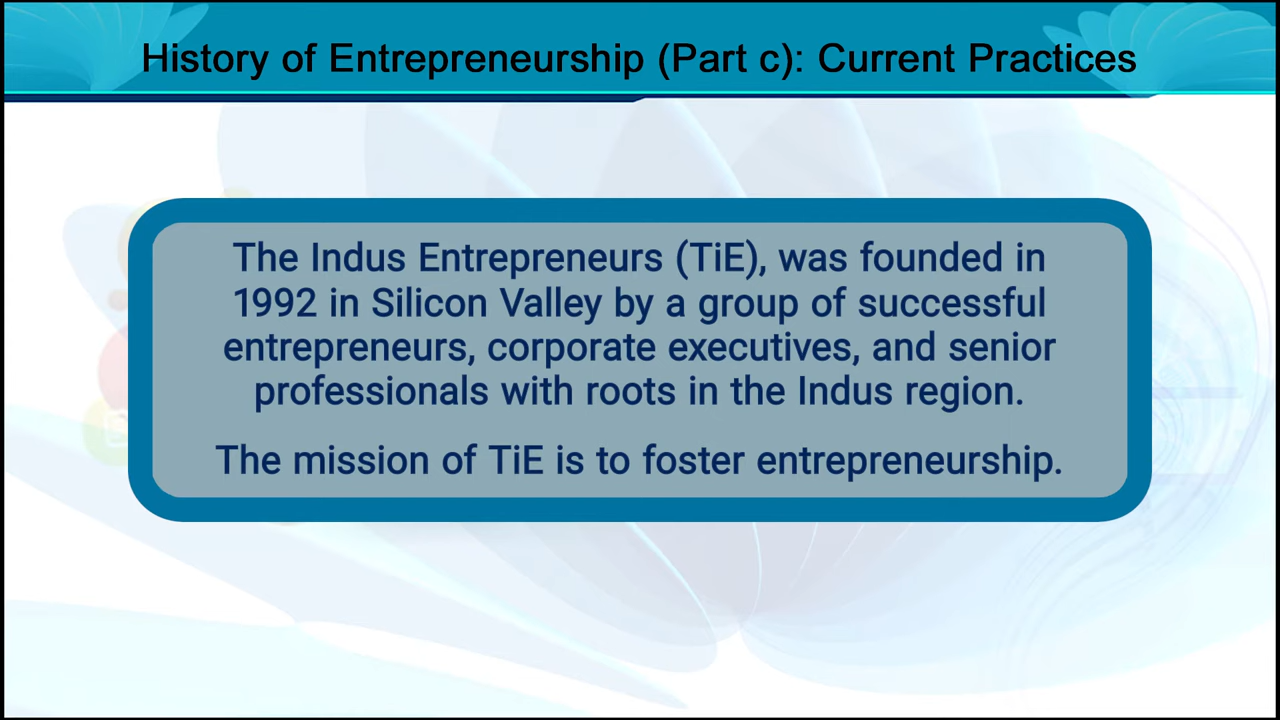 History of Entrepreneurship (Part c): Current Practices
The Indus Entrepreneurs (TiE), was founded in
1992 in Silicon Valley by a group of successful
entrepreneurs, corporate executives, and senior
professionals with roots in the Indus region.
The mission of TiE is to foster entrepreneurship.